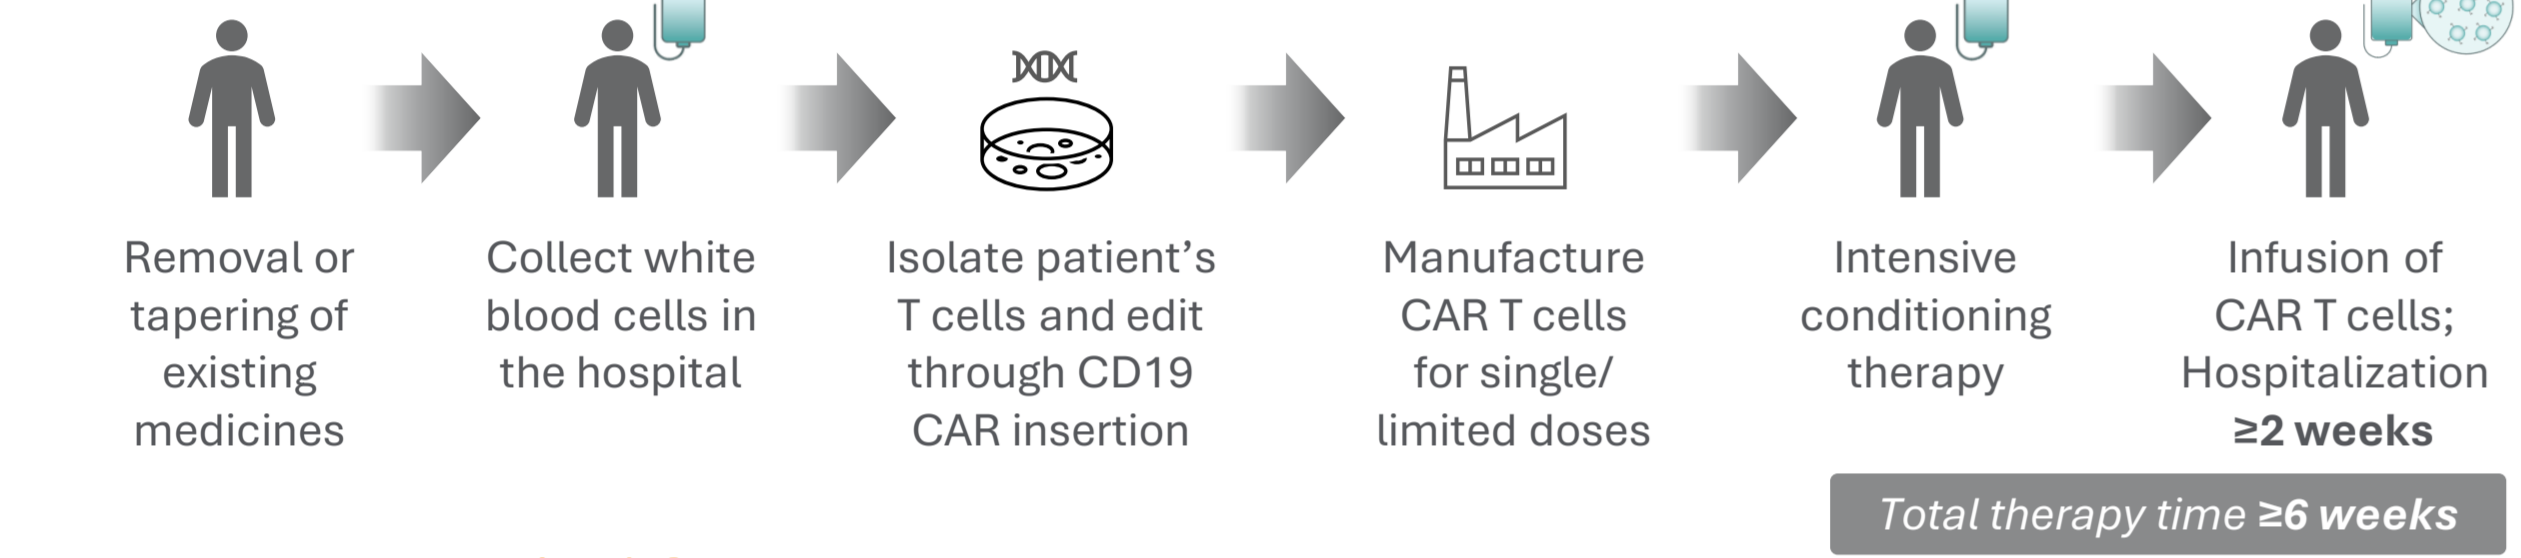 Removal or
tapering of
existing
medicines
Collect white
blood cells in
the hospital
Isolate patient’s
T cells and edit
through CD19
CAR insertion
Manufacture
CAR T cells
for single/
limited doses
Intensive
conditioning
therapy
Infusion of
CAR T cells;
Hospitalization
≥2 weeks
Total therapy time ≥6 weeks